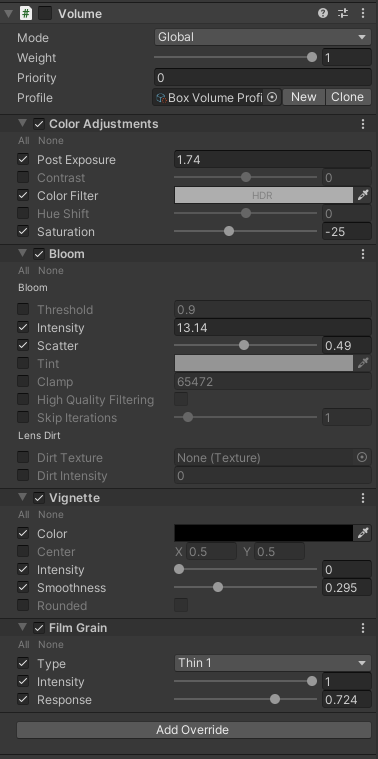 # Volume
Mode Global
Weight 1
Priority 0
Profile Box Volume Profi New Clone
Color Adjustments
All None
Post Exposure 1.74
Contrast 0
Color Filter HDR
Hue Shift 0
Saturation -25
Bloom
All None
Bloom
Threshold 0.9
Intensity 13.14
Scatter 0.49
Tint
Clamp 65472
High Quality Filtering
Skip Iterations 1
Lens Dirt
Dirt Texture None (Texture)
Dirt Intensity 0
Vignette
All None
Color
Center X 0.5 Y 0.5
Intensity 0
Smoothness 0.295
Rounded
Film Grain
All None
Type Thin 1
Intensity 1
Response 0.724
Add Override